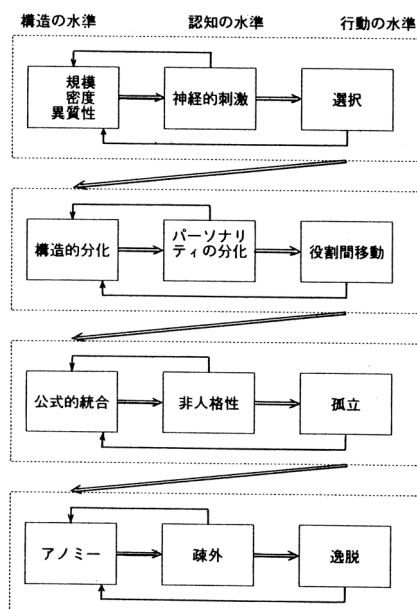 構造の水準
認知の水準
行動の水準
規模
密度
異質性
神経的刺激
選択
構造的分化
パーソナリ
ティの分化
役割間移動
公式的統合
非人格性
孤立
アノミー
疎外
逸脱